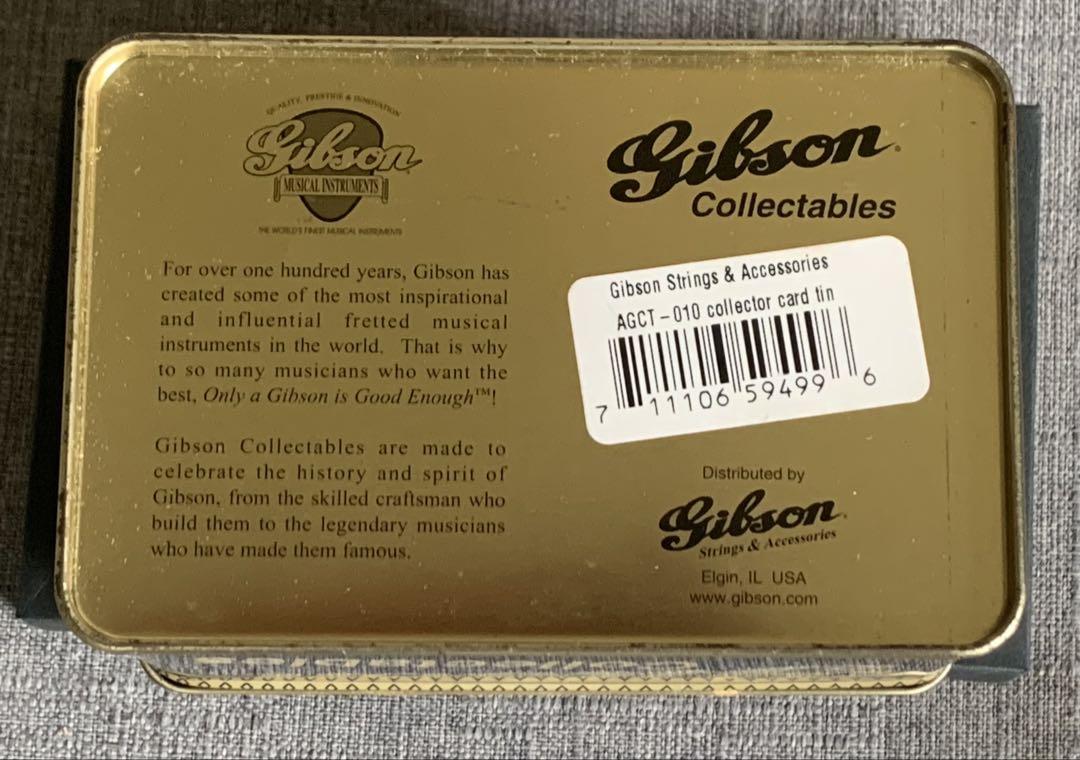 QUALITY, PRESTIGE & INNOVATION
Gibson
MUSICAL INSTRUMENTS
THE WORLD'S FINEST MUSICAL INSTRUMENTS
For over one hundred years, Gibson has
created some of the most inspirational
and influential fretted musical
instruments in the world. That is why
to so many musicians who want the
best, Only a Gibson is Good Enough™!
Gibson Collectables are made to
celebrate the history and spirit of
Gibson, from the skilled craftsman who
build them to the legendary musicians
who have made them famous.
Gibson
Collectables
Gibson Strings & Accessories
AGCT-010 collector card tin
7 11106 59499 6
Distributed by
Gibson
Strings & Accessories
Elgin, IL USA
www.gibson.com